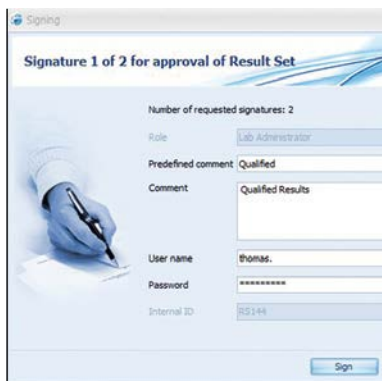 Signing
Signature 1 of 2 for approval of Result Set
Number of requested signatures: 2
Role Lab Administrator
Predefined comment Qualified
Comment Qualified Results
User name thomas.
Password *********
Internal ID RS144
Sign